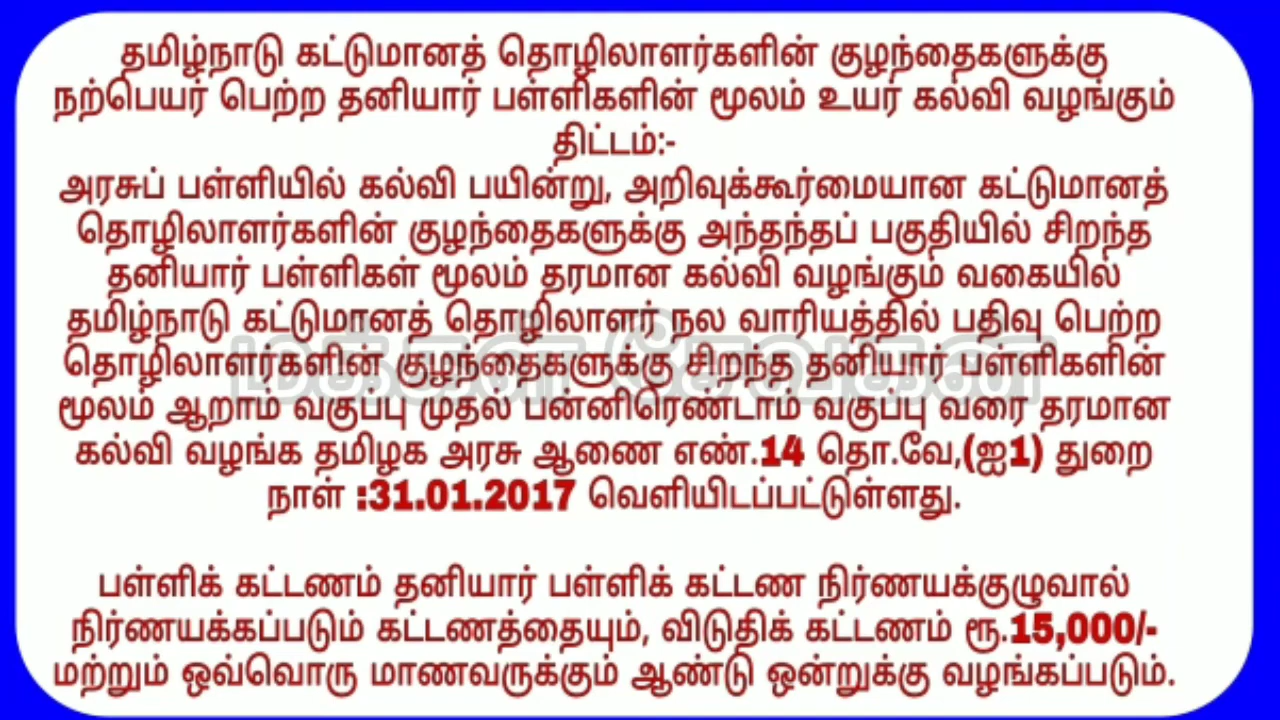 தமிழ்நாடு கட்டுமானத் தொழிலாளர்களின் குழந்தைகளுக்கு
நற்பெயர் பெற்ற தனியார் பள்ளிகளின் மூலம் உயர் கல்வி வழங்கும்
திட்டம்:-
அரசுப் பள்ளியில் கல்வி பயின்று, அறிவுக்கூர்மையான கட்டுமானத்
தொழிலாளர்களின் குழந்தைகளுக்கு அந்தந்தப் பகுதியில் சிறந்த
தனியார் பள்ளிகள் மூலம் தரமான கல்வி வழங்கும் வகையில்
தமிழ்நாடு கட்டுமானத் தொழிலாளர் நல வாரியத்தில் பதிவு பெற்ற
தொழிலாளர்களின் குழந்தைகளுக்கு சிறந்த தனியார் பள்ளிகளின்
மூலம் ஆறாம் வகுப்பு முதல் பன்னிரெண்டாம் வகுப்பு வரை தரமான
கல்வி வழங்க தமிழக அரசு ஆணை எண்.14 தொ.வே,(ஐ1) துறை
நாள் :31.01.2017 வெளியிடப்பட்டுள்ளது.
பள்ளிக் கட்டணம் தனியார் பள்ளிக் கட்டண நிர்ணயக்குழுவால்
நிர்ணயக்கப்படும் கட்டணத்தையும், விடுதிக் கட்டணம் ரூ.15,000/-
மற்றும் ஒவ்வொரு மாணவருக்கும் ஆண்டு ஒன்றுக்கு வழங்கப்படும்.
மக்கள் சேவகன்